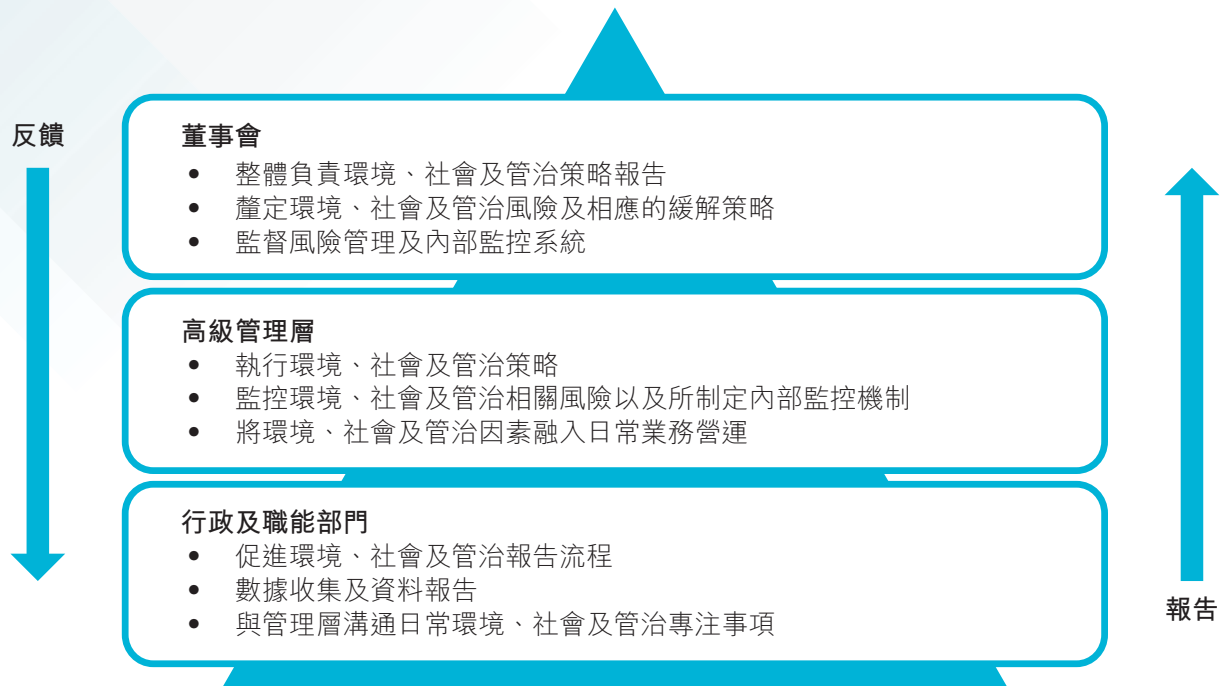 反饋
董事會
• 整體負責環境、社會及管治策略報告
• 釐定環境、社會及管治風險及相應的緩解策略
• 監督風險管理及內部監控系統
高級管理層
• 執行環境、社會及管治策略
• 監控環境、社會及管治相關風險以及所制定內部監控機制
• 將環境、社會及管治因素融入日常業務營運
行政及職能部門
• 促進環境、社會及管治報告流程
• 數據收集及資料報告
• 與管理層溝通日常環境、社會及管治專注事項
報告